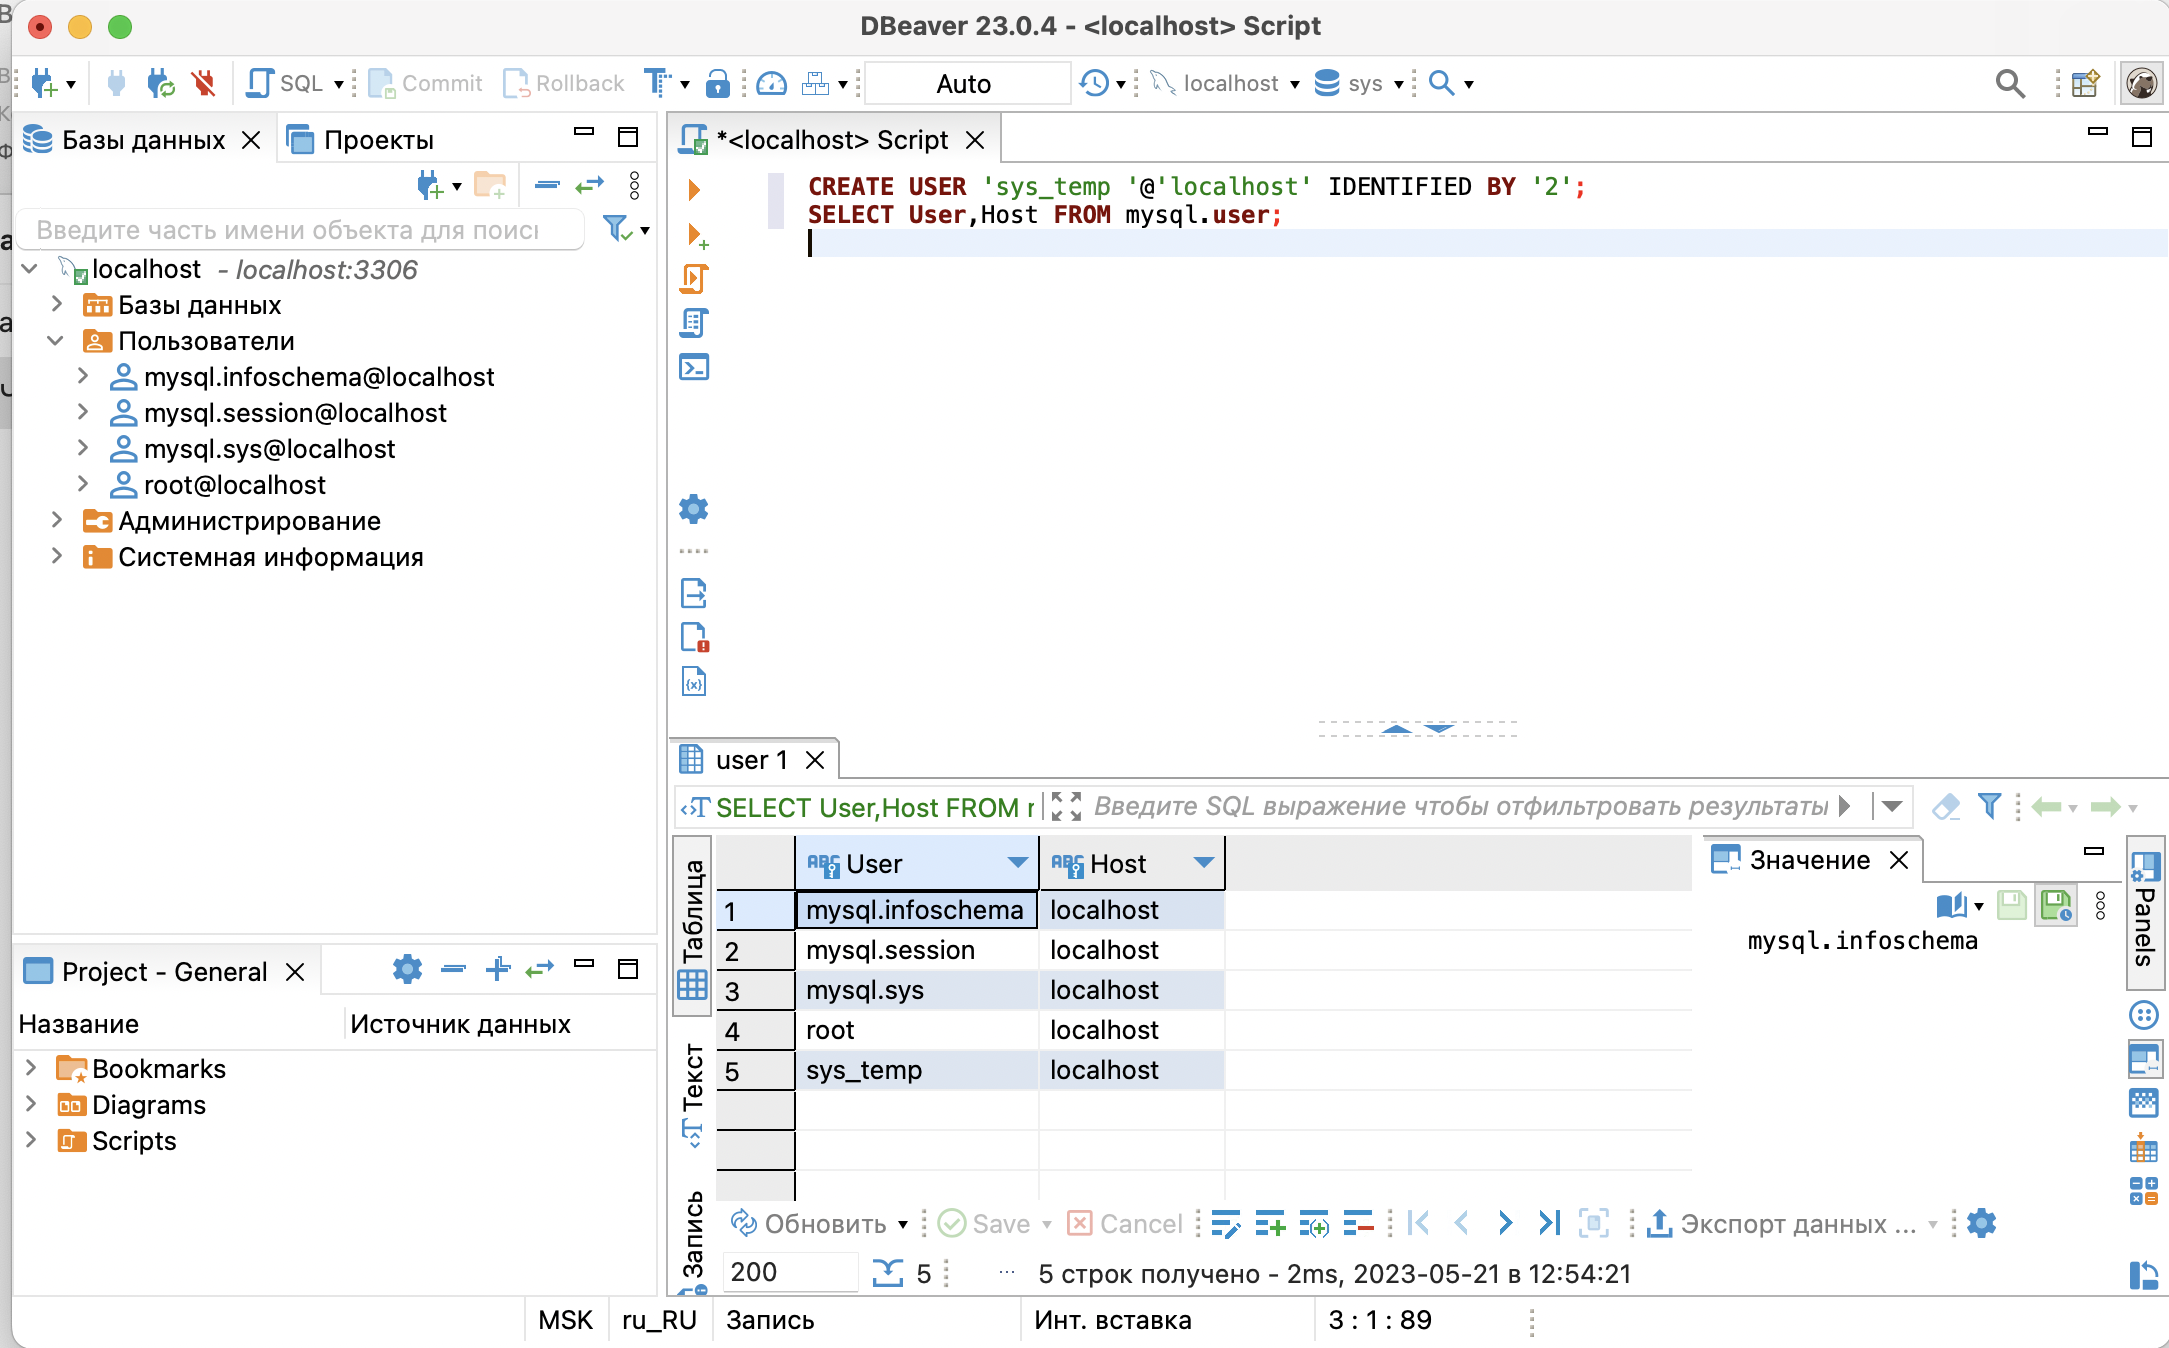 DBeaver 23.0.4 - <localhost> Script
SQL Commit Rollback Auto localhost sys
Базы данных Проекты
Введите часть имени объекта для поис
localhost - localhost:3306
Базы данных
Пользователи
mysql.infoschema@localhost
mysql.session@localhost
mysql.sys@localhost
root@localhost
Администрирование
Системная информация
Project - General
Название Источник данных
Bookmarks
Diagrams
Scripts
*<localhost> Script
CREATE USER 'sys_temp '@'localhost' IDENTIFIED BY '2';
SELECT User,Host FROM mysql.user;
user 1
SELECT User,Host FROM Введите SQL выражение чтобы отфильтровать результаты
Таблица
Текст
Запись
User Host
1 mysql.infoschema localhost
2 mysql.session localhost
3 mysql.sys localhost
4 root localhost
5 sys_temp localhost
Значение
mysql.infoschema
Panels
Обновить Save Cancel Экспорт данных ...
200 5 ... 5 строк получено - 2ms, 2023-05-21 в 12:54:21
MSK ru_RU Запись Инт. вставка 3 : 1 : 89